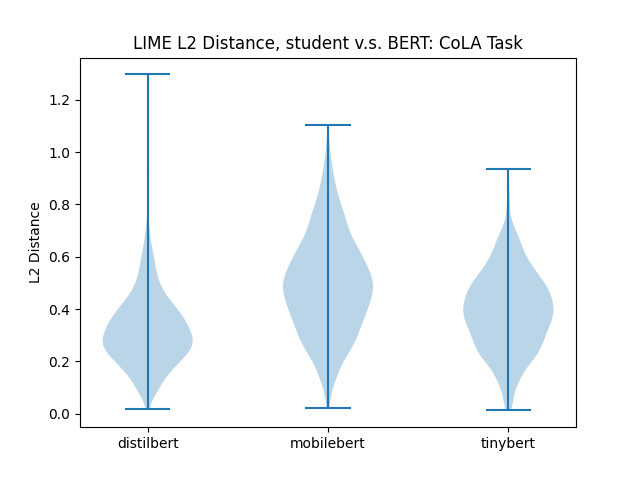 LIME L2 Distance, student v.s. BERT: CoLA Task
1.2
1.0
0.8
0.6
0.4
0.2
0.0
L2 Distance
distilbert mobilebert tinybert